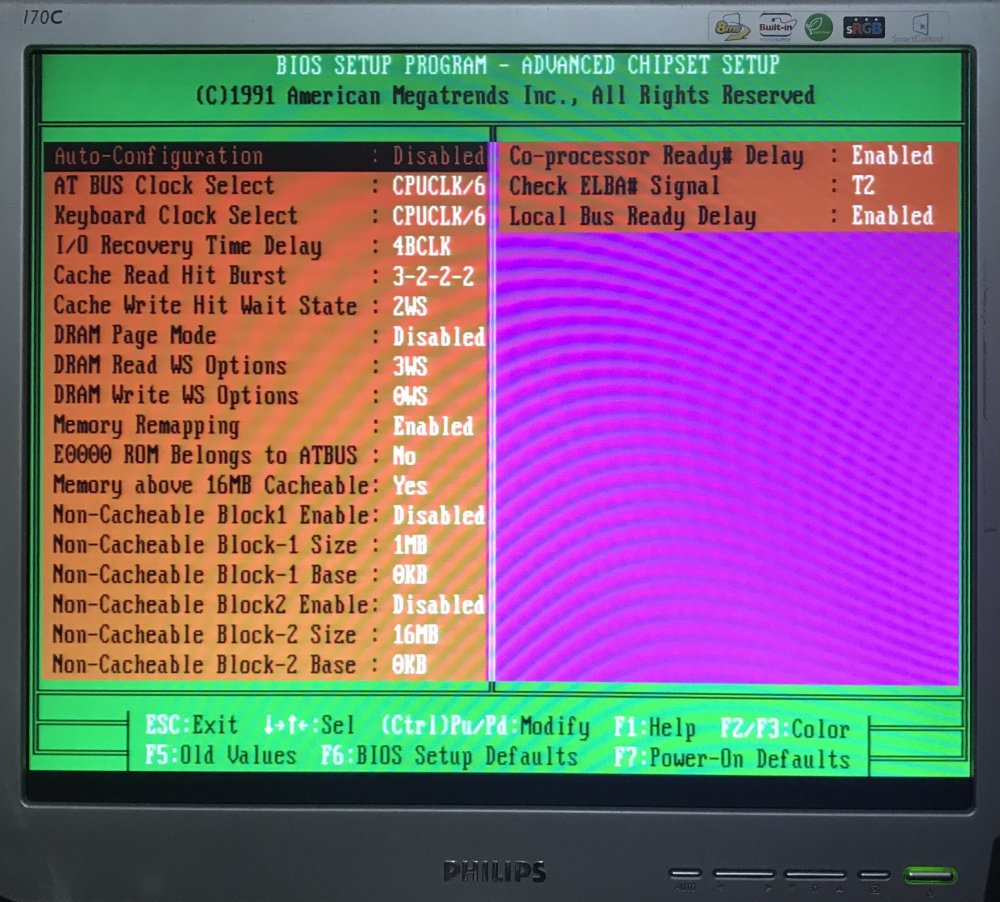 170C
Built-in
sRGB
SmartControl
BIOS SETUP PROGRAM - ADVANCED CHIPSET SETUP
(C)1991 American Megatrends Inc., All Rights Reserved
Auto-Configuration : Disabled
AT BUS Clock Select : CPUCLK/6
Keyboard Clock Select : CPUCLK/6
I/O Recovery Time Delay : 4BCLK
Cache Read Hit Burst : 3-2-2-2
Cache Write Hit Wait State : 2WS
DRAM Page Mode : Disabled
DRAM Read WS Options : 3WS
DRAM Write WS Options : 0WS
Memory Remapping : Enabled
E0000 ROM Belongs to ATBUS : No
Memory above 16MB Cacheable: Yes
Non-Cacheable Block1 Enable: Disabled
Non-Cacheable Block-1 Size : 1MB
Non-Cacheable Block-1 Base : 0KB
Non-Cacheable Block2 Enable: Disabled
Non-Cacheable Block-2 Size : 16MB
Non-Cacheable Block-2 Base : 0KB
Co-processor Ready# Delay : Enabled
Check ELBA# Signal : T2
Local Bus Ready Delay : Enabled
ESC:Exit ↓→↑←:Sel (Ctrl)Pu/Pd:Modify F1:Help F2/F3:Color
F5:Old Values F6:BIOS Setup Defaults F7:Power-On Defaults
PHILIPS
AUTO